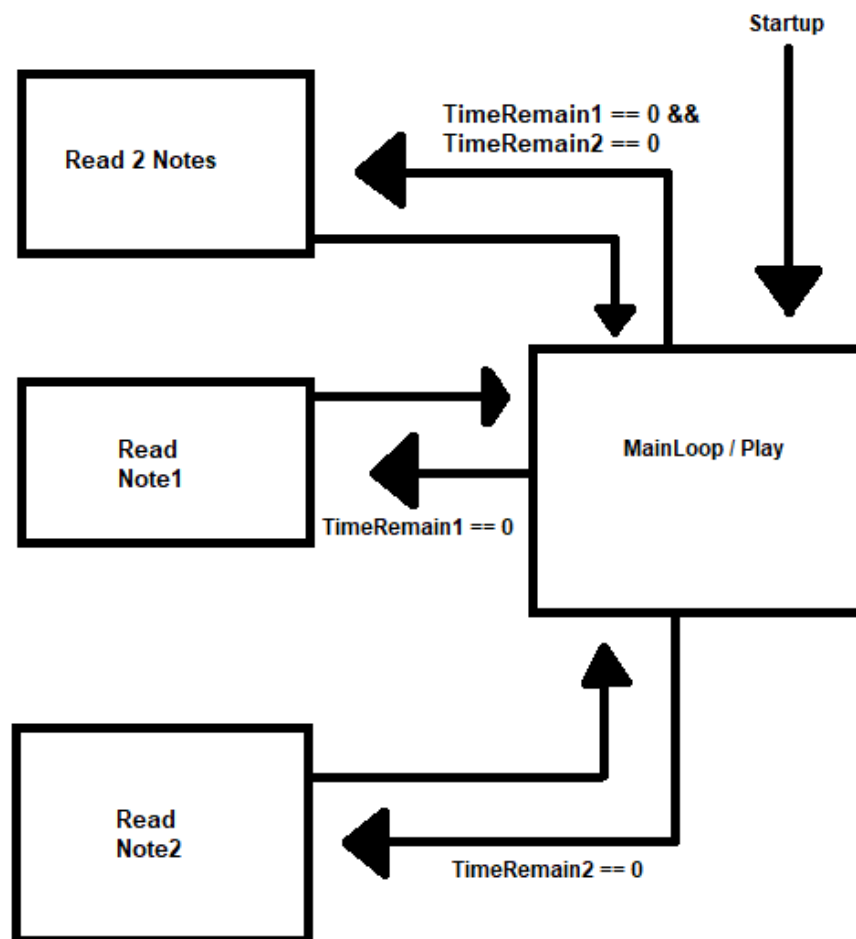 Startup
TimeRemain1 == 0 &&
TimeRemain2 == 0
Read 2 Notes
Read
Note1
MainLoop / Play
TimeRemain1 == 0
Read
Note2
TimeRemain2 == 0